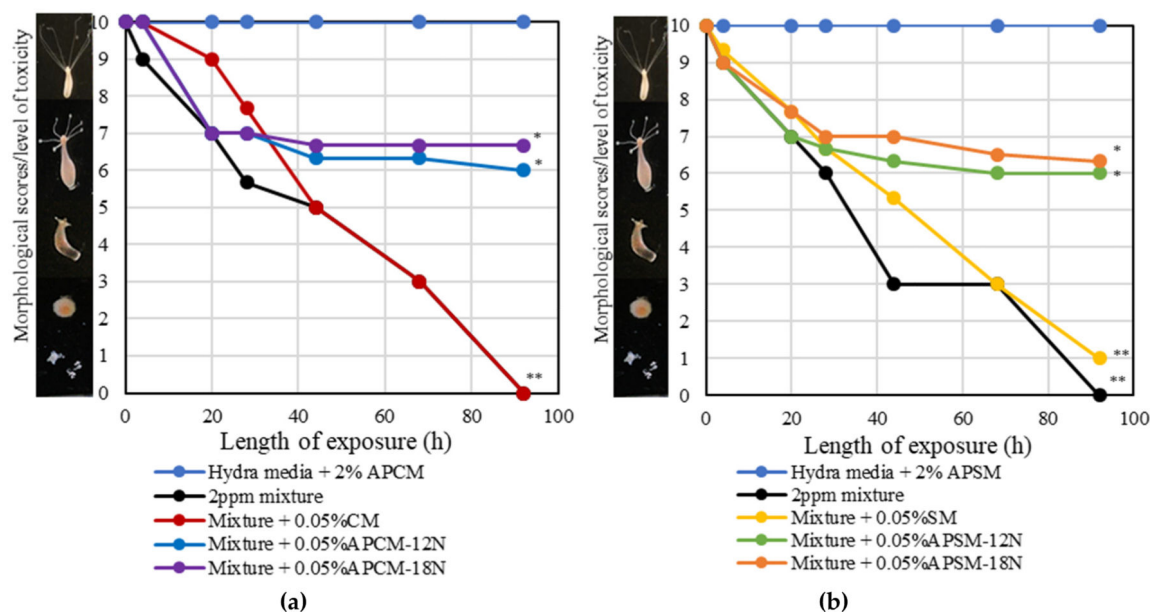 Morphological scores/level of toxicity
10
9
8
7
6
5
4
3
2
1
0
*
*
**
0 20 40 60 80 100
Length of exposure (h)
Hydra media + 2% APCM
2ppm mixture
Mixture + 0.05%CM
Mixture + 0.05%APCM-12N
Mixture + 0.05%APCM-18N
(a)
Morphological scores/level of toxicity
10
9
8
7
6
5
4
3
2
1
0
*
*
**
**
0 20 40 60 80 100
Length of exposure (h)
Hydra media + 2% APSM
2ppm mixture
Mixture + 0.05%SM
Mixture + 0.05%APSM-12N
Mixture + 0.05%APSM-18N
(b)